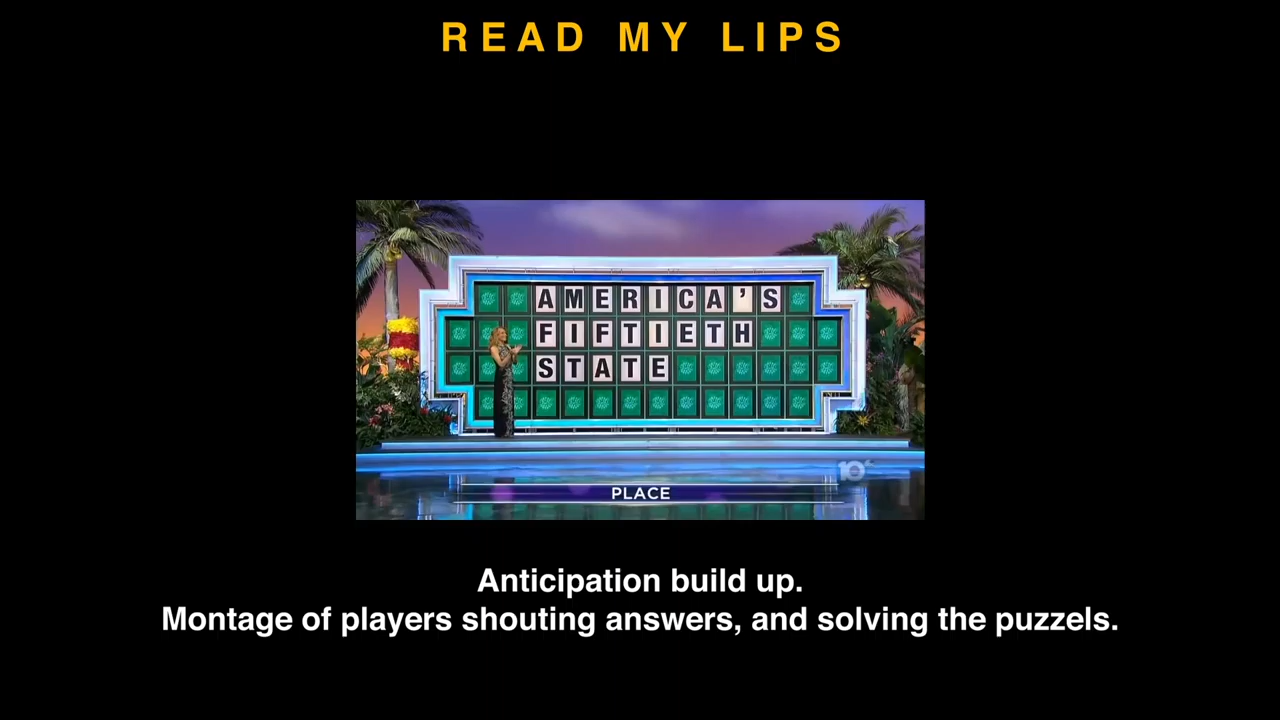 READ MY LIPS
AMERICA'S
FIFTIETH
STATE
10
PLACE
Anticipation build up.
Montage of players shouting answers, and solving the puzzels.